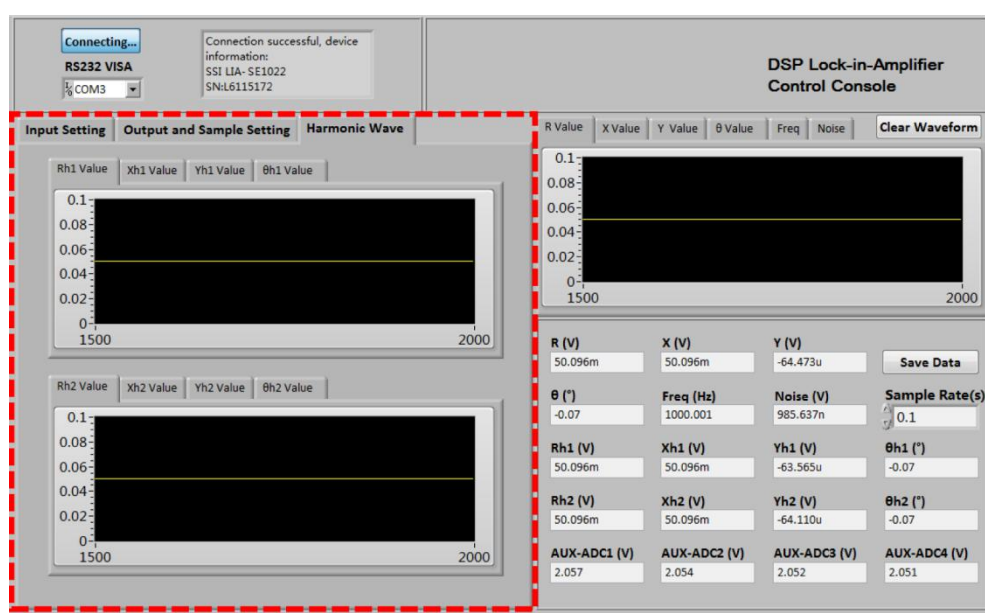 Connecting...
RS232 VISA
COM3
Connection successful, device
information:
SSI LIA- SE1022
SN:L6115172
DSP Lock-in-Amplifier
Control Console
Input Setting Output and Sample Setting Harmonic Wave
Rh1 Value Xh1 Value Yh1 Value θh1 Value
0.1
0.08
0.06
0.04
0.02
0
1500 2000
Rh2 Value Xh2 Value Yh2 Value θh2 Value
0.1
0.08
0.06
0.04
0.02
0
1500 2000
R Value X Value Y Value θ Value Freq Noise Clear Waveform
0.1
0.08
0.06
0.04
0.02
0
1500 2000
R (V) X (V) Y (V)
50.096m 50.096m -64.473u Save Data
θ (°) Freq (Hz) Noise (V) Sample Rate(s)
-0.07 1000.001 985.637n 0.1
Rh1 (V) Xh1 (V) Yh1 (V) θh1 (°)
50.096m 50.096m -63.565u -0.07
Rh2 (V) Xh2 (V) Yh2 (V) θh2 (°)
50.096m 50.096m -64.110u -0.07
AUX-ADC1 (V) AUX-ADC2 (V) AUX-ADC3 (V) AUX-ADC4 (V)
2.057 2.054 2.052 2.051